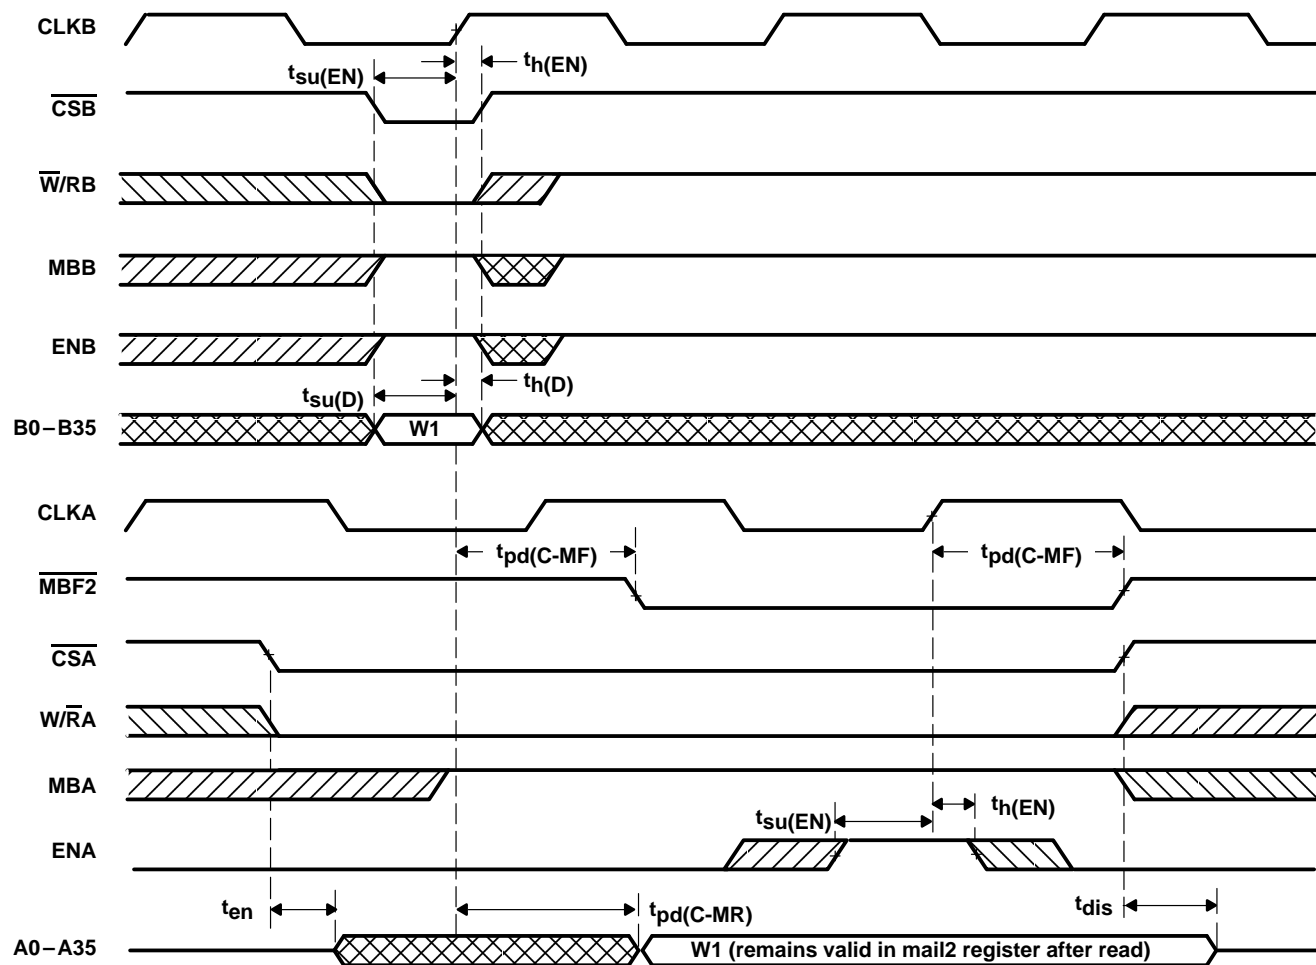 CLKB
tsu(EN)
th(EN)
CSB
W/RB
MBB
ENB
tsu(D)
th(D)
B0–B35
W1
CLKA
tpd(C-MF)
tpd(C-MF)
MBF2
CSA
W/RA
MBA
tsu(EN)
th(EN)
ENA
ten
tpd(C-MR)
tdis
A0–A35
W1 (remains valid in mail2 register after read)